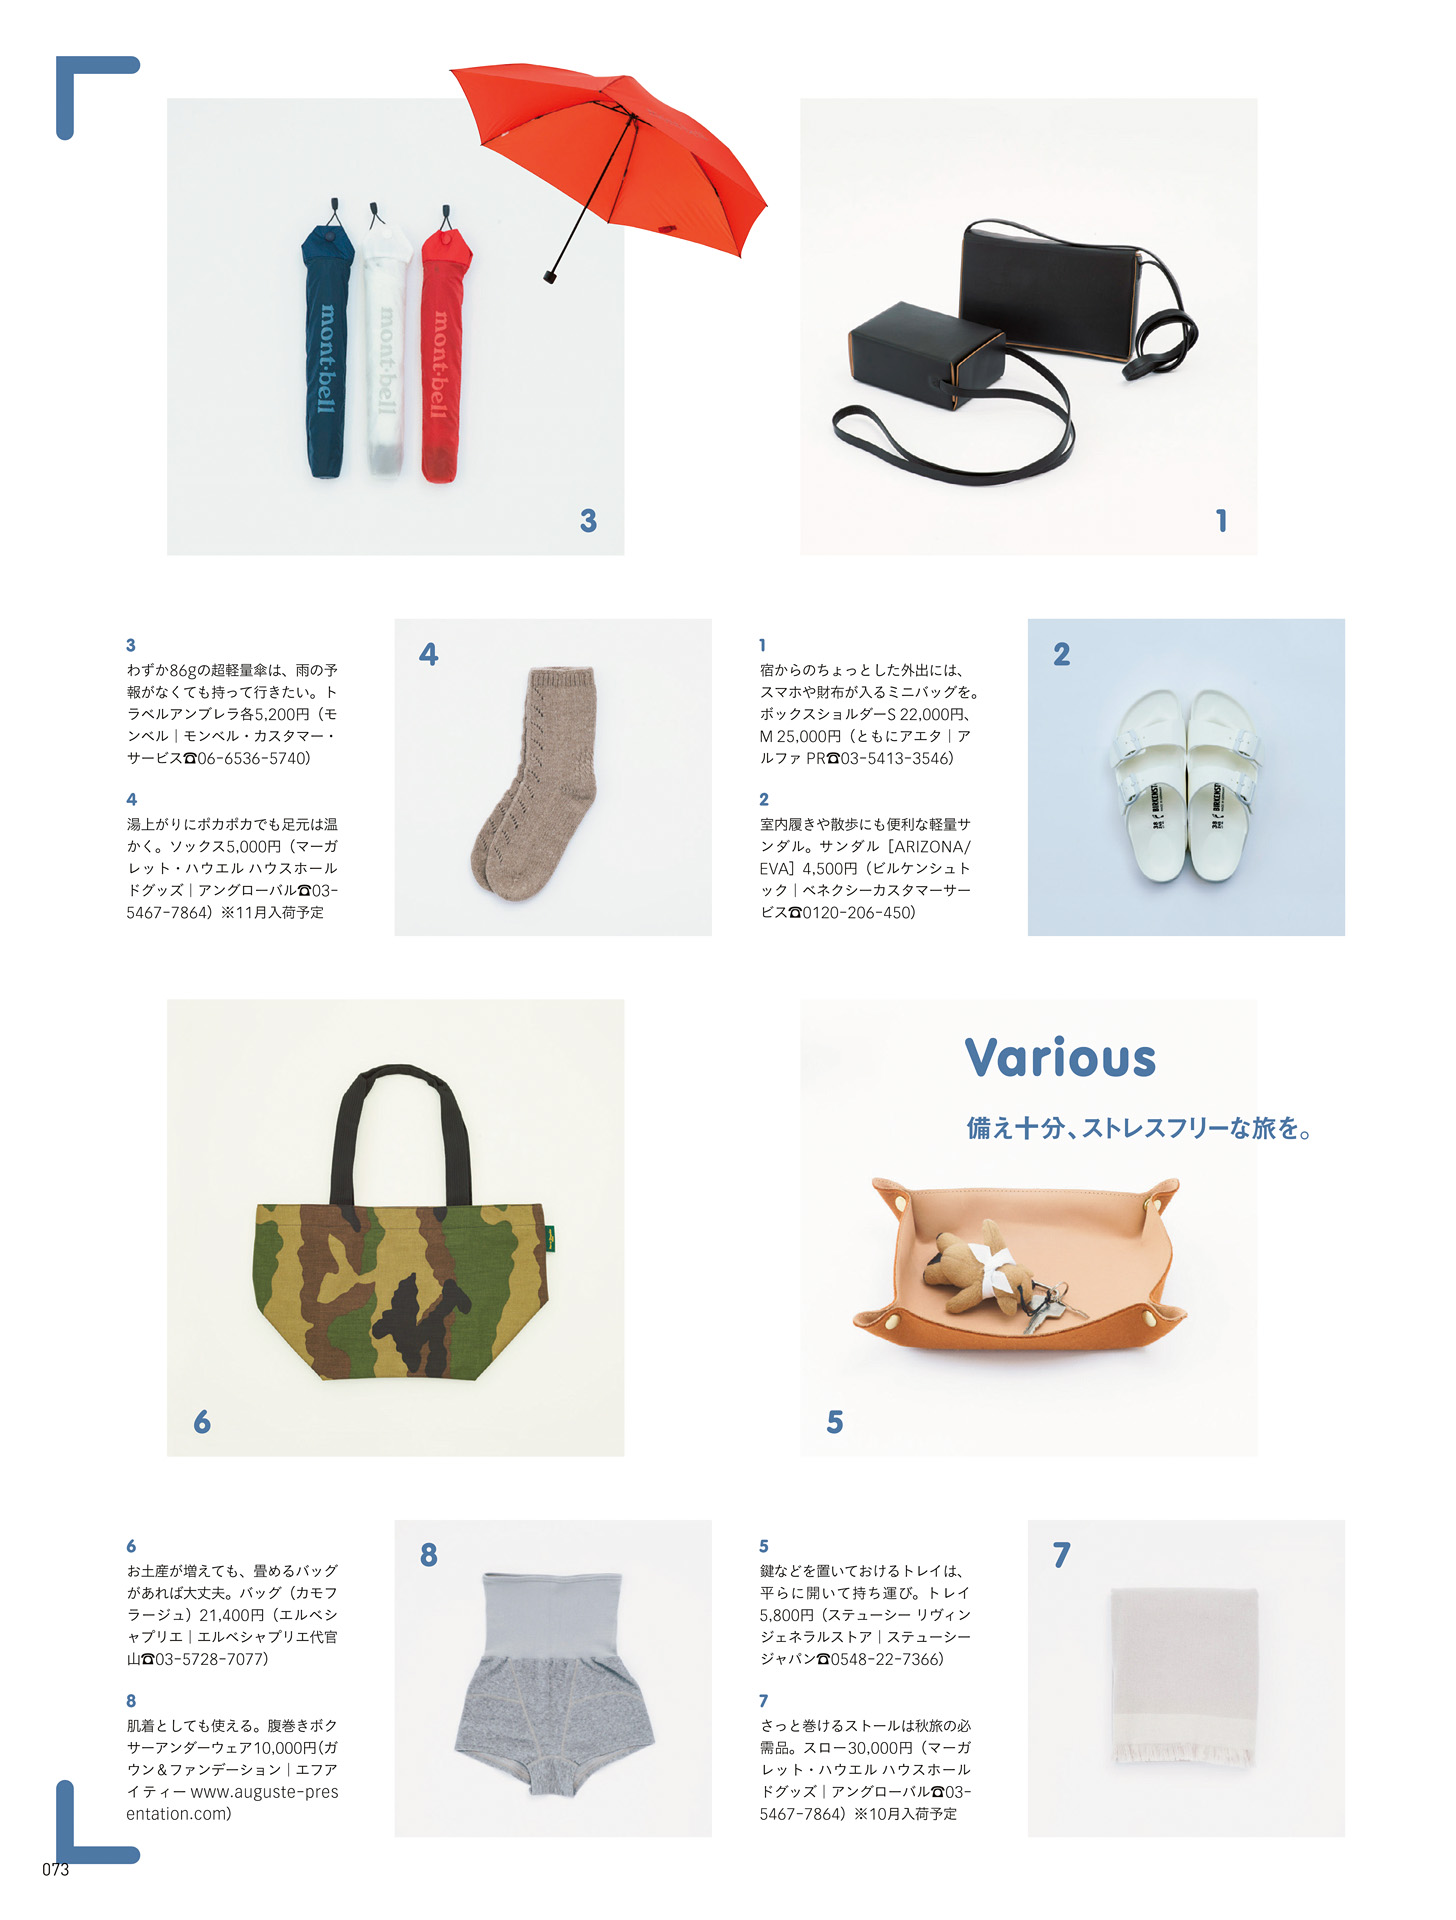 mont-bell
mont-bell
mont-bell
3
1
1
宿からのちょっとした外出には、
スマホや財布が入るミニバッグを。
ボックスショルダーS 22,000円、
M 25,000円（ともにアエタ｜ア
ルファ PR☎03-5413-3546）
2
室内履きや散歩にも便利な軽量サ
ンダル。サンダル［ARIZONA/
EVA］4,500円（ビルケンシュト
ック｜ベネクシーカスタマーサー
ビス☎0120-206-450）
2
3
わずか86gの超軽量傘は、雨の予
報がなくても持って行きたい。ト
ラベルアンブレラ各5,200円（モ
ンベル｜モンベル・カスタマー・
サービス☎06-6536-5740）
4
湯上がりにポカポカでも足元は温
かく。ソックス5,000円（マーガ
レット・ハウエル ハウスホール
ドグッズ｜アングローバル☎03-
5467-7864）※11月入荷予定
4
Various
備え十分、ストレスフリーな旅を。
5
6
5
鍵などを置いておけるトレイは、
平らに開いて持ち運び。トレイ
5,800円（ステューシー リヴィン
ジェネラルストア｜ステューシー
ジャパン☎0548-22-7366）
7
さっと巻けるストールは秋旅の必
需品。スロー30,000円（マーガ
レット・ハウエル ハウスホール
ドグッズ｜アングローバル☎03-
5467-7864）※10月入荷予定
7
6
お土産が増えても、畳めるバッグ
があれば大丈夫。バッグ（カモフ
ラージュ）21,400円（エルベシ
ャプリエ｜エルベシャプリエ代官
山☎03-5728-7077）
8
肌着としても使える。腹巻きボク
サーアンダーウェア10,000円（ガ
ウン＆ファンデーション｜エフア
イティー www.auguste-pres
entation.com）
8
073